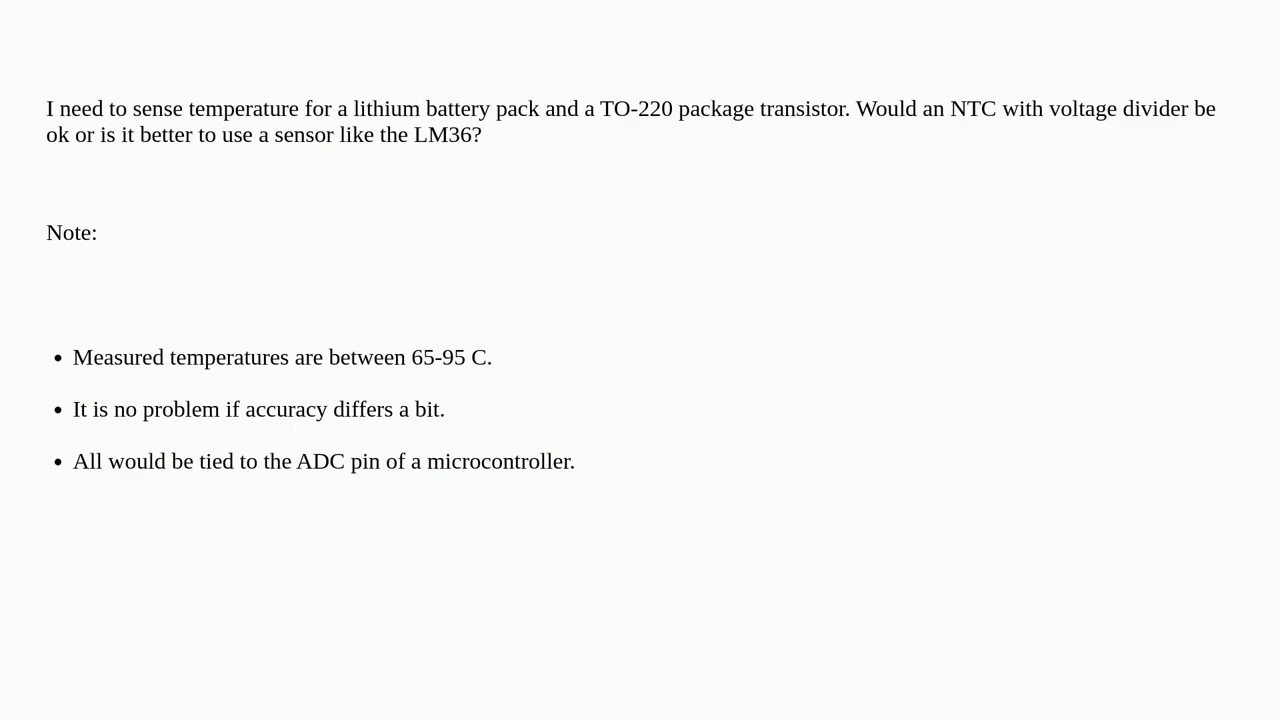 I need to sense temperature for a lithium battery pack and a TO-220 package transistor. Would an NTC with voltage divider be
ok or is it better to use a sensor like the LM36?
Note:
• Measured temperatures are between 65-95 C.
• It is no problem if accuracy differs a bit.
• All would be tied to the ADC pin of a microcontroller.